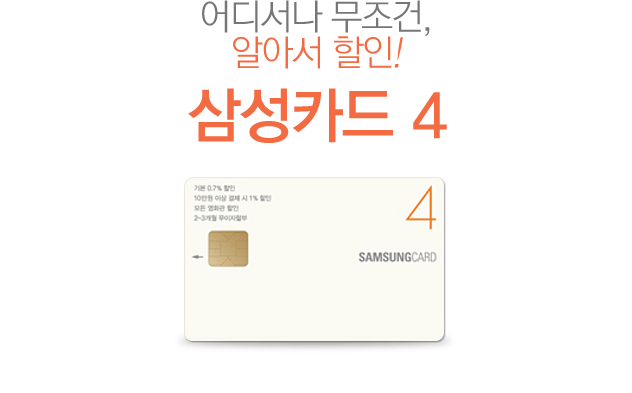 어디서나 무조건,
알아서 할인!
삼성카드 4
기본 0.7% 할인
10만원 이상 결제 시 1% 할인
모든 영화관 할인
2~3개월 무이자할부
4
SAMSUNGCARD